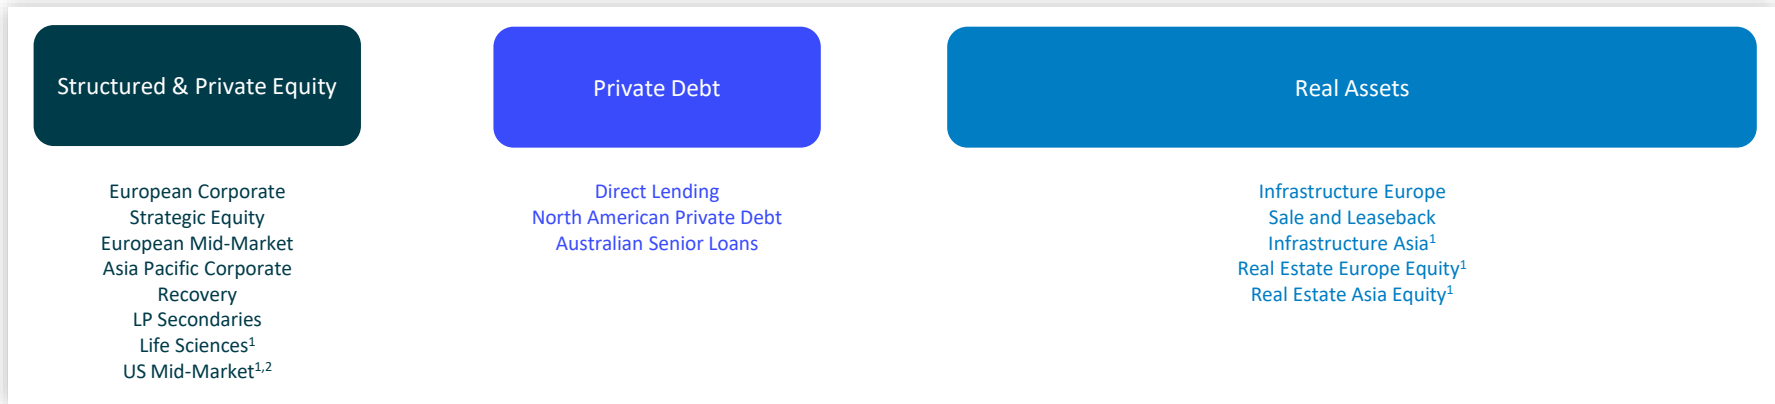 Structured & Private Equity
European Corporate
Strategic Equity
European Mid-Market
Asia Pacific Corporate
Recovery
LP Secondaries
Life Sciences¹
US Mid-Market¹,²
Private Debt
Direct Lending
North American Private Debt
Australian Senior Loans
Real Assets
Infrastructure Europe
Sale and Leaseback
Infrastructure Asia¹
Real Estate Europe Equity¹
Real Estate Asia Equity¹